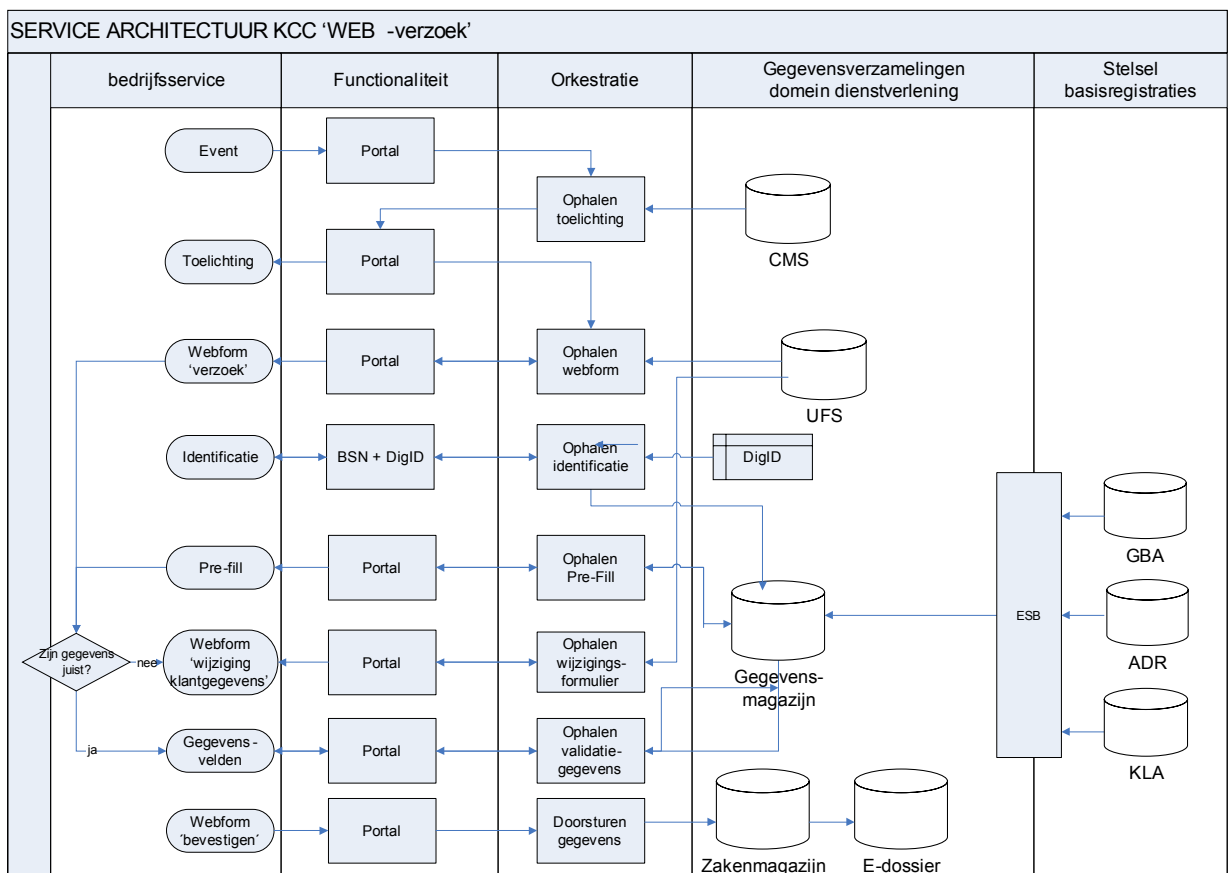 SERVICE ARCHITECTUUR KCC ‘WEB -verzoek’
bedrijfsservice
Functionaliteit
Orkestratie
Gegevensverzamelingen
domein dienstverlening
Stelsel
basisregistraties
Event
Portal
Ophalen
toelichting
CMS
Toelichting
Portal
Webform
‘verzoek’
Portal
Ophalen
webform
UFS
Identificatie
BSN + DigID
Ophalen
identificatie
DigID
GBA
Pre-fill
Portal
Ophalen
Pre-Fill
Gegevens-
magazijn
ESB
ADR
Zijn gegevens
juist?
nee
Webform
‘wijziging
klantgegevens’
Portal
Ophalen
wijzigings-
formulier
ja
Gegevens -
velden
Portal
Ophalen
validatie-
gegevens
KLA
Webform
‘bevestigen’
Portal
Doorsturen
gegevens
Zakenmagazijn
E-dossier